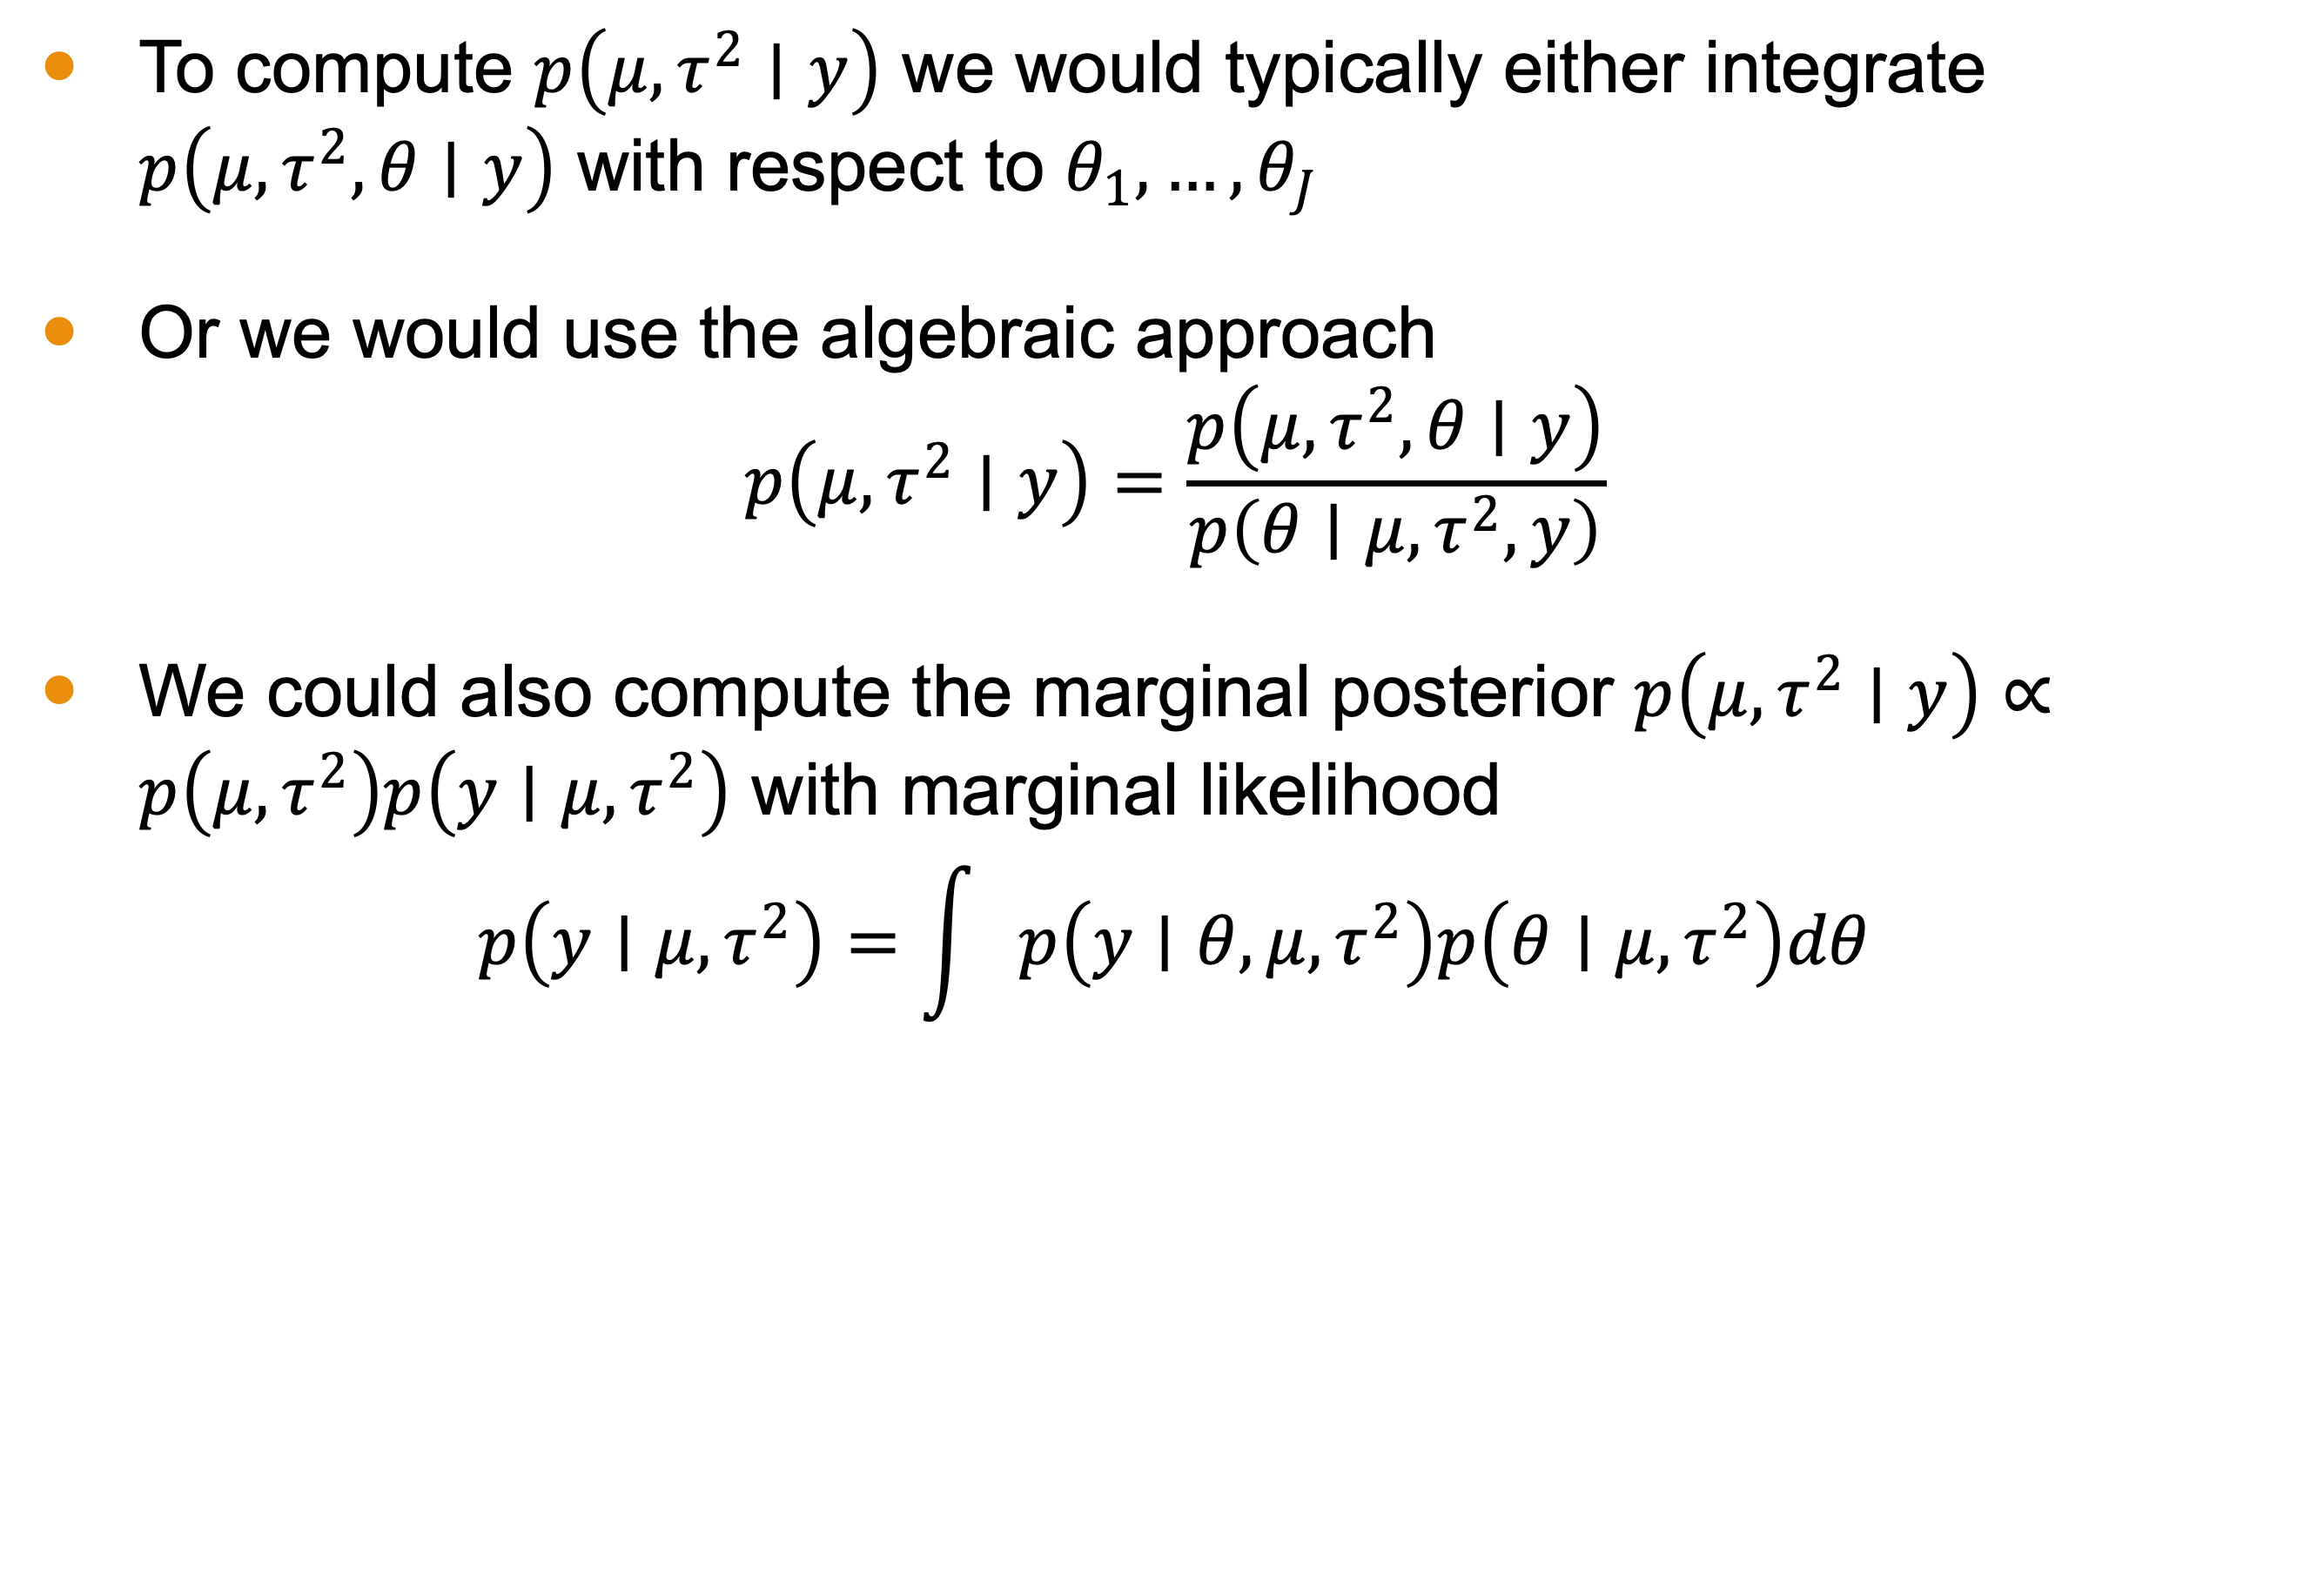 • To compute p(μ, τ² | y) we would typically either integrate
p(μ, τ², θ | y) with respect to θ₁, … , θ_J
• Or we would use the algebraic approach
p(μ, τ² | y) = p(μ, τ², θ | y) / p(θ | μ, τ², y)
• We could also compute the marginal posterior p(μ, τ² | y) ∝
p(μ, τ²)p(y | μ, τ²) with marginal likelihood
p(y | μ, τ²) = ∫ p(y | θ, μ, τ²)p(θ | μ, τ²)dθ